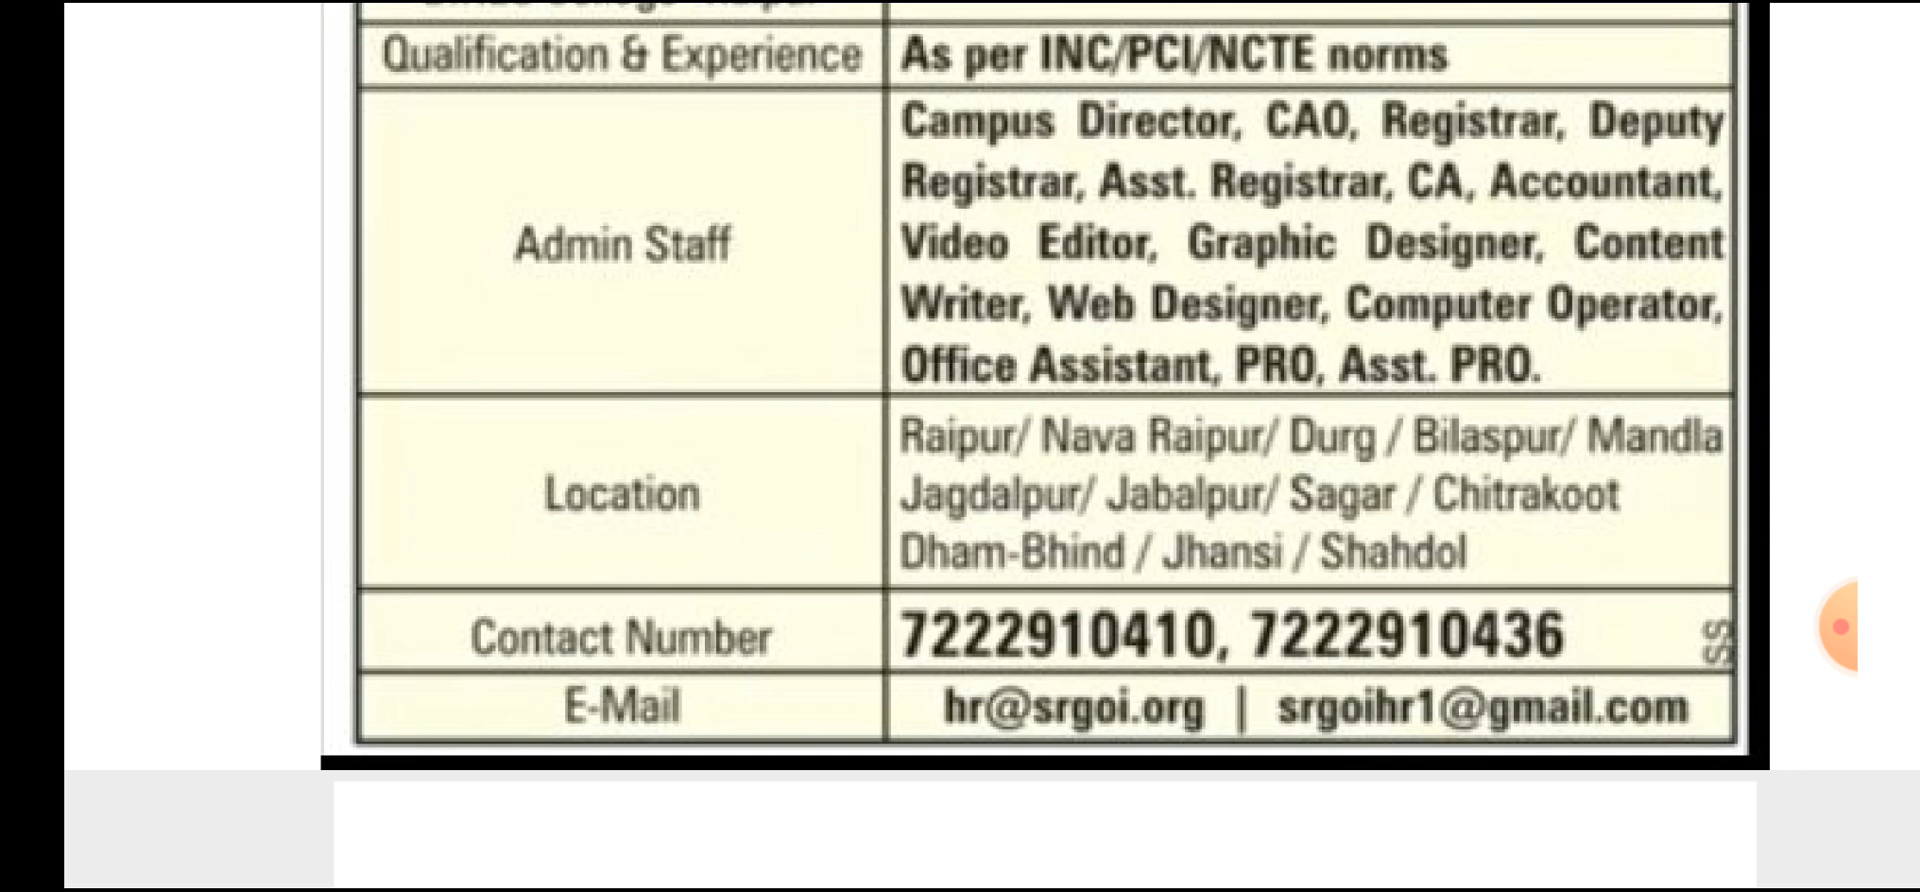 Qualification & Experience As per INC/PCI/NCTE norms
Admin Staff
Campus Director, CAO, Registrar, Deputy
Registrar, Asst. Registrar, CA, Accountant,
Video Editor, Graphic Designer, Content
Writer, Web Designer, Computer Operator,
Office Assistant, PRO, Asst. PRO.
Location
Raipur/ Nava Raipur/ Durg / Bilaspur/ Mandla
Jagdalpur/ Jabalpur/ Sagar / Chitrakoot
Dham-Bhind / Jhansi / Shahdol
Contact Number 7222910410, 7222910436
SS
E-Mail hr@srgoi.org | srgoihr1@gmail.com